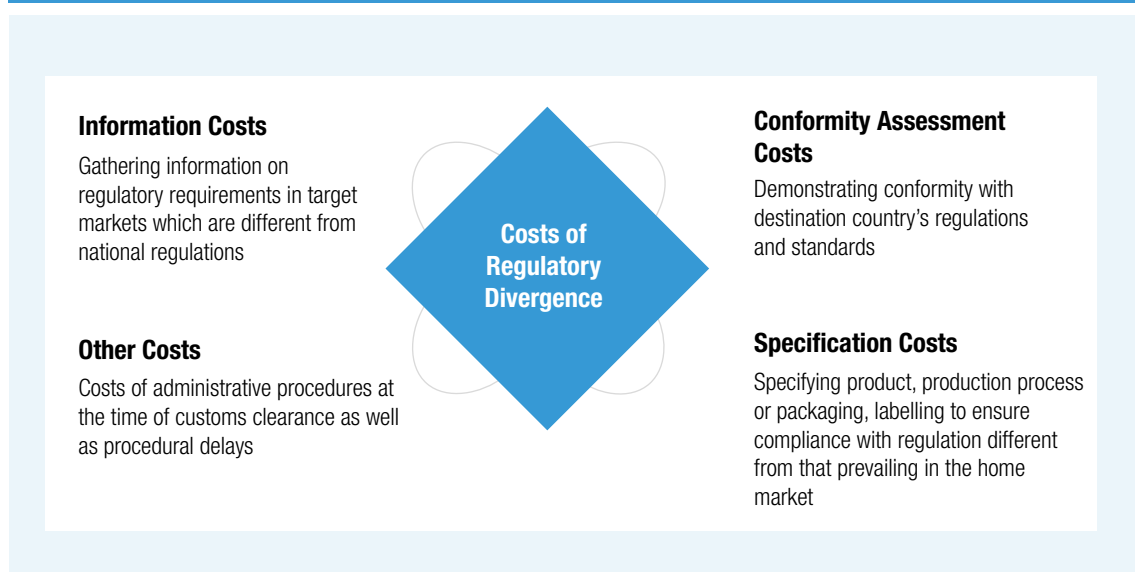 Information Costs
Gathering information on
regulatory requirements in target
markets which are different from
national regulations
Other Costs
Costs of administrative procedures at
the time of customs clearance as well
as procedural delays
Costs of
Regulatory
Divergence
Conformity Assessment
Costs
Demonstrating conformity with
destination country’s regulations
and standards
Specification Costs
Specifying product, production process
or packaging, labelling to ensure
compliance with regulation different
from that prevailing in the home
market